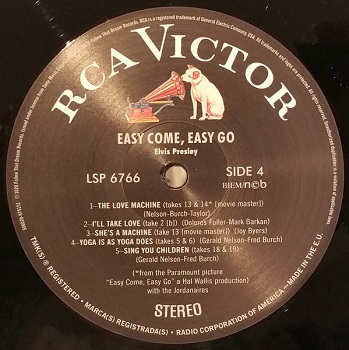 RCA VICTOR
EASY COME, EASY GO
Elvis Presley
LSP 6766
SIDE 4
BIEM/n©b
1—THE LOVE MACHINE (takes 13 & 14* [movie master])
(Nelson-Burch-Taylor)
2—I'LL TAKE LOVE (take 2 [b]) (Dolores Fuller-Mark Barkan)
3—SHE'S A MACHINE (take 13 [movie master]) (Joy Byers)
4—YOGA IS AS YOGA DOES (takes 5 & 6) (Gerald Nelson-Fred Burch)
5—SING YOU CHILDREN (takes 18 & 19)
(Gerald Nelson-Fred Burch)
(*from the Paramount picture
"Easy Come, Easy Go" a Hal Wallis production)
with the Jordanaires
STEREO
TMK(S) ® REGISTERED • MARCA(S) REGISTRADA(S) • RADIO CORPORATION OF AMERICA—MADE IN THE E.U.